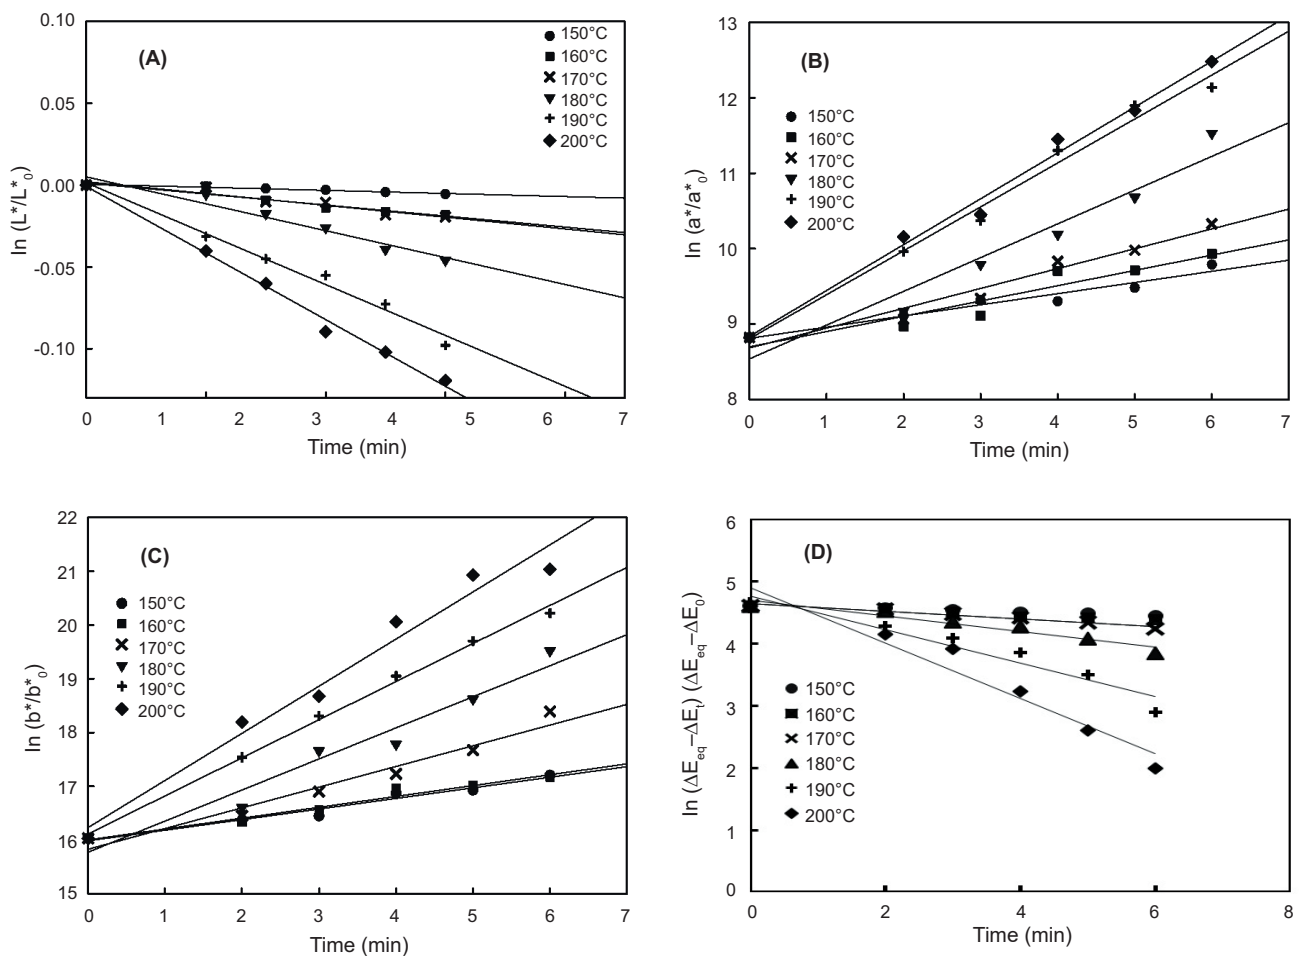 0.10
0.05
0.00
-0.05
-0.10
ln (L*/L*0)
(A)
150°C
160°C
170°C
180°C
190°C
200°C
0 1 2 3 4 5 6 7
Time (min)
13
12
11
10
9
8
ln (a*/a*0)
(B)
150°C
160°C
170°C
180°C
190°C
200°C
0 1 2 3 4 5 6 7
Time (min)
22
21
20
19
18
17
16
15
ln (b*/b*0)
(C)
150°C
160°C
170°C
180°C
190°C
200°C
0 1 2 3 4 5 6 7
Time (min)
6
5
4
3
2
1
0
ln (ΔEeq–ΔEt) (ΔEeq–ΔE0)
(D)
150°C
160°C
170°C
180°C
190°C
200°C
0 2 4 6 8
Time (min)